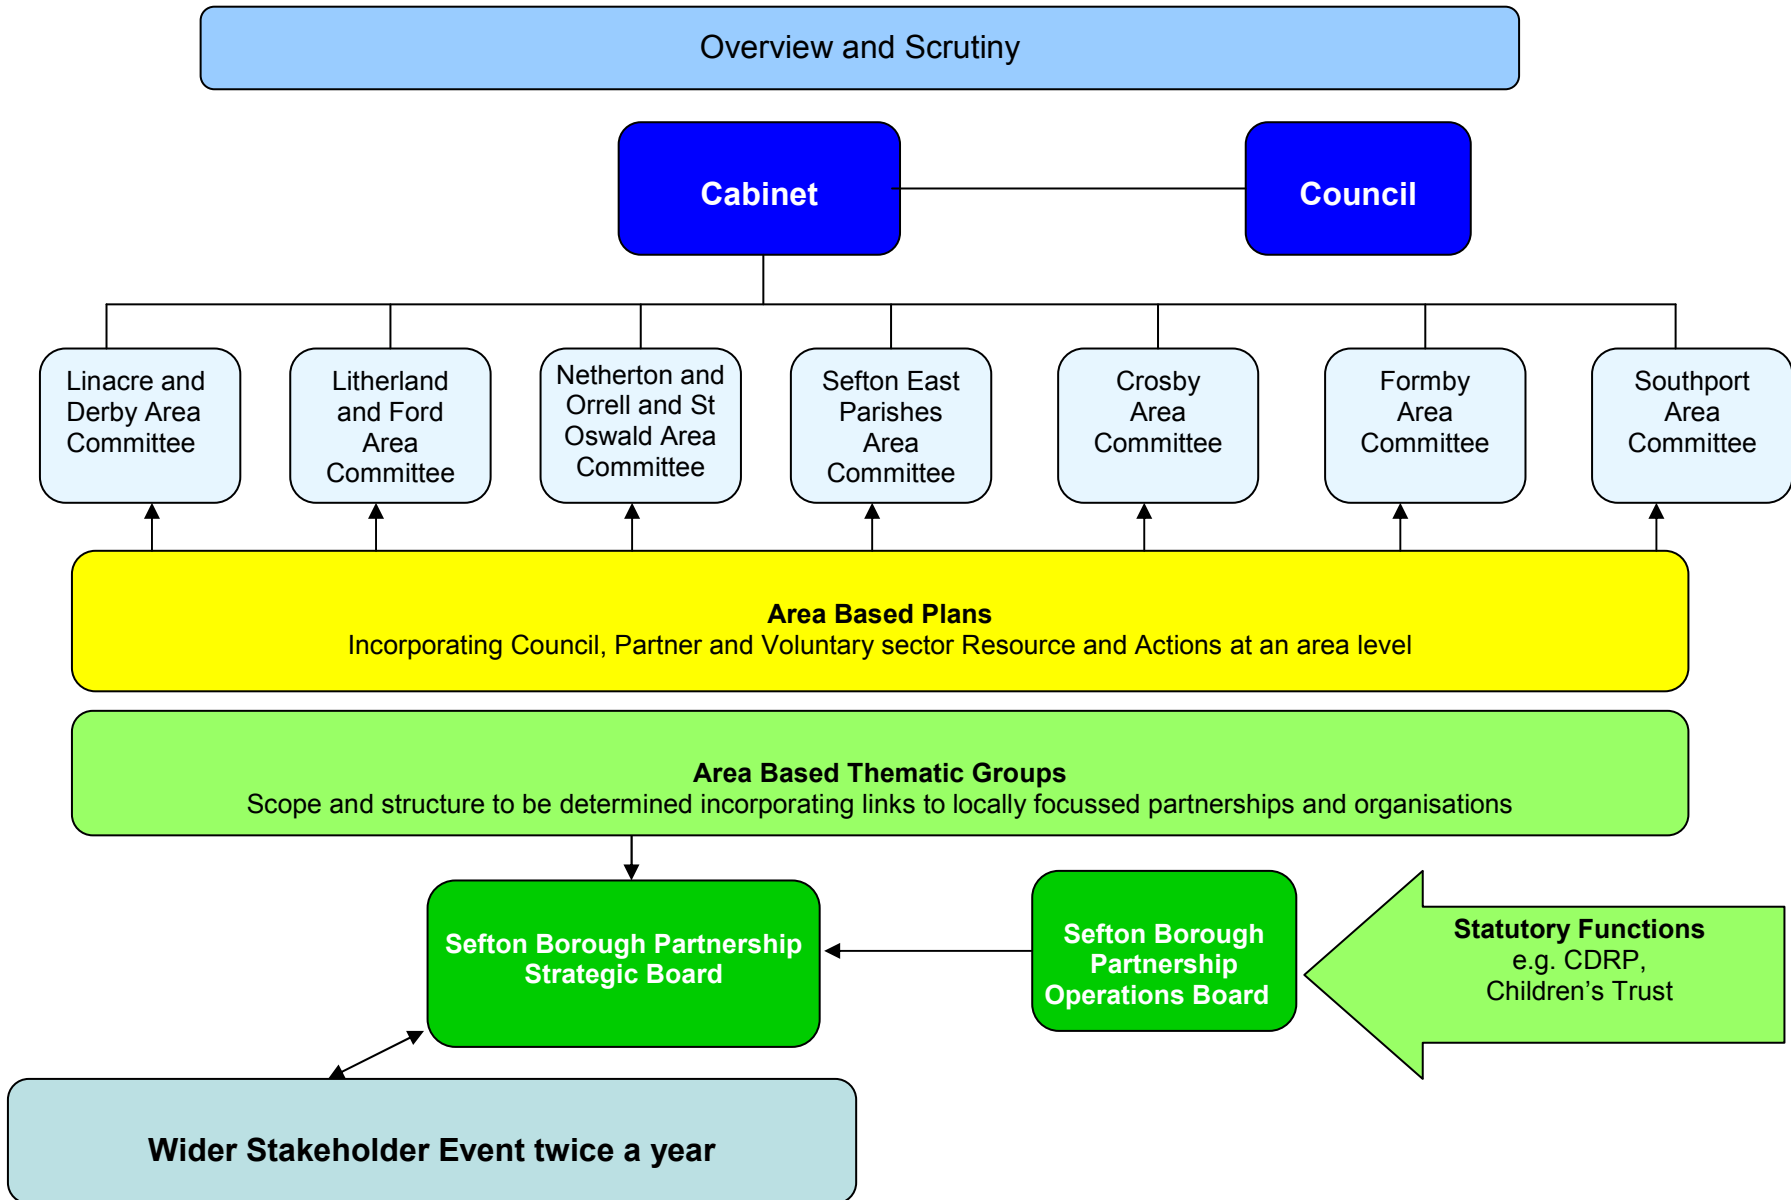 Overview and Scrutiny
Cabinet
Council
Linacre and
Derby Area
Committee
Litherland
and Ford
Area
Committee
Netherton and
Orrell and St
Oswald Area
Committee
Sefton East
Parishes
Area
Committee
Crosby
Area
Committee
Formby
Area
Committee
Southport
Area
Committee
Area Based Plans
Incorporating Council, Partner and Voluntary sector Resource and Actions at an area level
Area Based Thematic Groups
Scope and structure to be determined incorporating links to locally focussed partnerships and organisations
Sefton Borough Partnership
Strategic Board
Sefton Borough
Partnership
Operations Board
Statutory Functions
e.g. CDRP,
Children’s Trust
Wider Stakeholder Event twice a year